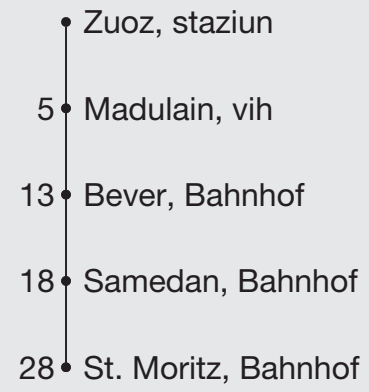 Zuoz, staziun
5 Madulain, vih
13 Bever, Bahnhof
18 Samedan, Bahnhof
28 St. Moritz, Bahnhof